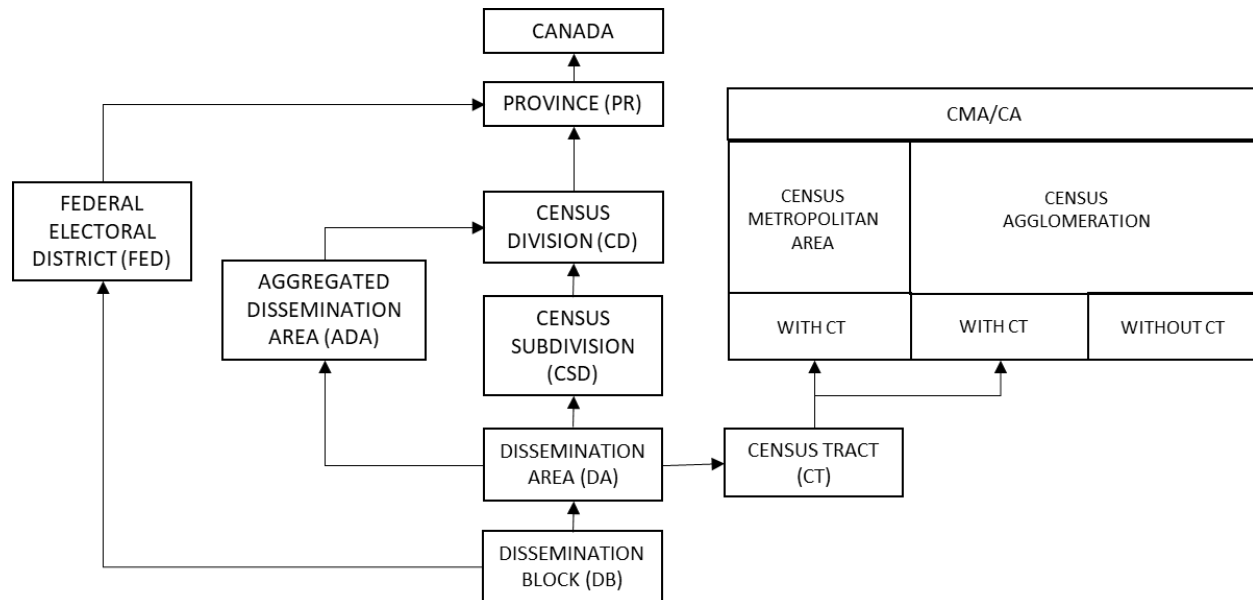 CANADA
PROVINCE (PR)
CMA/CA
FEDERAL
ELECTORAL
DISTRICT (FED)
CENSUS
DIVISION (CD)
CENSUS
METROPOLITAN
AREA
CENSUS
AGGLOMERATION
AGGREGATED
DISSEMINATION
AREA (ADA)
CENSUS
SUBDIVISION
(CSD)
WITH CT
WITH CT
WITHOUT CT
DISSEMINATION
AREA (DA)
CENSUS TRACT
(CT)
DISSEMINATION
BLOCK (DB)